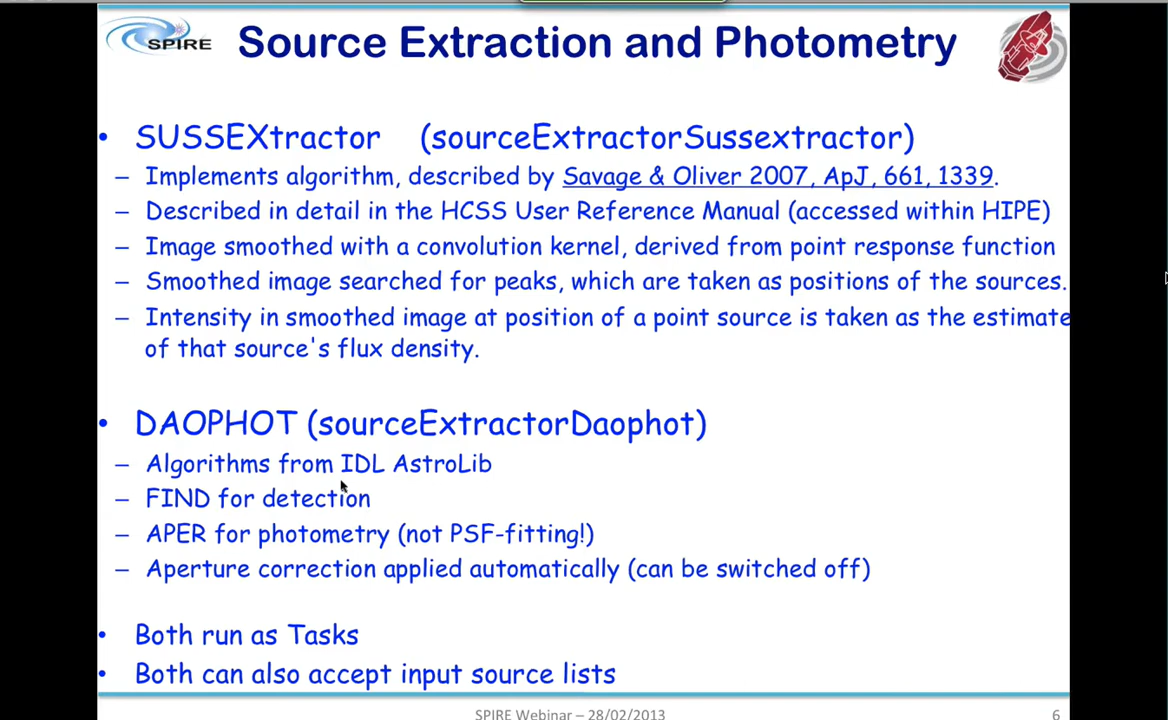 SPIRE
Source Extraction and Photometry
• SUSSEXtractor (sourceExtractorSussextractor)
– Implements algorithm, described by Savage & Oliver 2007, ApJ, 661, 1339.
– Described in detail in the HCSS User Reference Manual (accessed within HIPE)
– Image smoothed with a convolution kernel, derived from point response function
– Smoothed image searched for peaks, which are taken as positions of the sources.
– Intensity in smoothed image at position of a point source is taken as the estimate
of that source's flux density.
• DAOPHOT (sourceExtractorDaophot)
– Algorithms from IDL AstroLib
– FIND for detection
– APER for photometry (not PSF-fitting!)
– Aperture correction applied automatically (can be switched off)
• Both run as Tasks
• Both can also accept input source lists
SPIRE Webinar – 28/02/2013
6